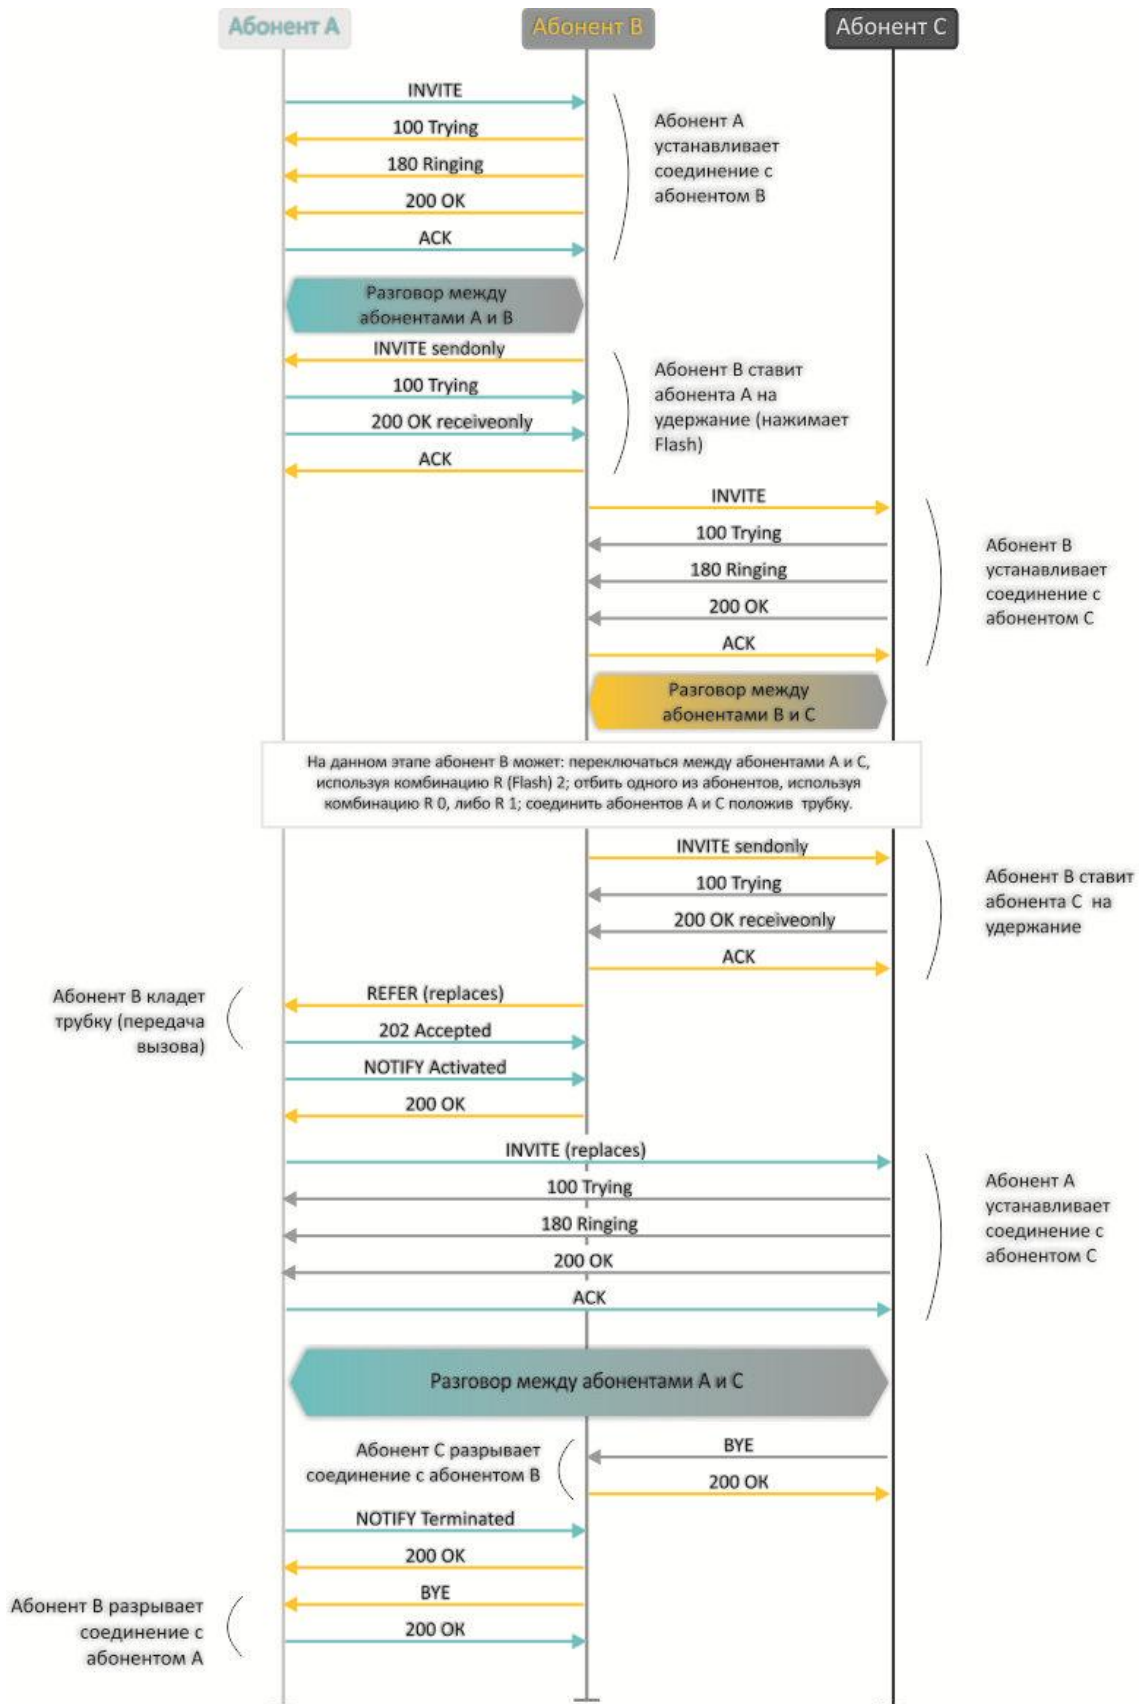 Абонент А
Абонент В
Абонент С
INVITE
100 Trying
180 Ringing
200 OK
ACK
Абонент А
устанавливает
соединение с
абонентом В
Разговор между
абонентами А и В
INVITE sendonly
100 Trying
200 OK receiveonly
ACK
Абонент В ставит
абонента А на
удержание (нажимает
Flash)
INVITE
100 Trying
180 Ringing
200 OK
ACK
Абонент В
устанавливает
соединение с
абонентом С
Разговор между
абонентами В и С
На данном этапе абонент В может: переключаться между абонентами А и С,
используя комбинацию R (Flash) 2; отбить одного из абонентов, используя
комбинацию R 0, либо R 1; соединить абонентов А и С положив трубку.
INVITE sendonly
100 Trying
200 OK receiveonly
ACK
Абонент В ставит
абонента С на
удержание
Абонент В кладет
трубку (передача
вызова)
REFER (replaces)
202 Accepted
NOTIFY Activated
200 OK
INVITE (replaces)
100 Trying
180 Ringing
200 OK
ACK
Абонент А
устанавливает
соединение с
абонентом С
Разговор между абонентами А и С
Абонент С разрывает
соединение с абонентом В
BYE
200 OK
NOTIFY Terminated
200 OK
BYE
200 OK
Абонент В разрывает
соединение с
абонентом А